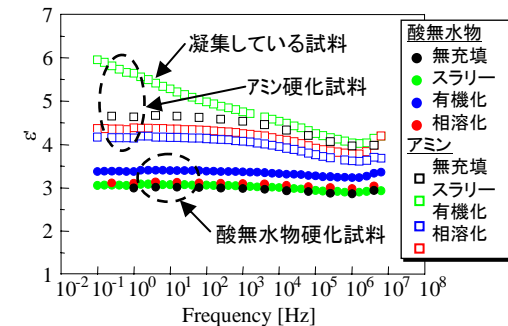 7
6
5
4
3
2
1
ε'
凝集している試料
アミン硬化試料
酸無水物硬化試料
10-2 10-1 100 101 102 103 104 105 106 107 108
Frequency [Hz]
酸無水物
無充填
スラリー
有機化
相溶化
アミン
無充填
スラリー
有機化
相溶化